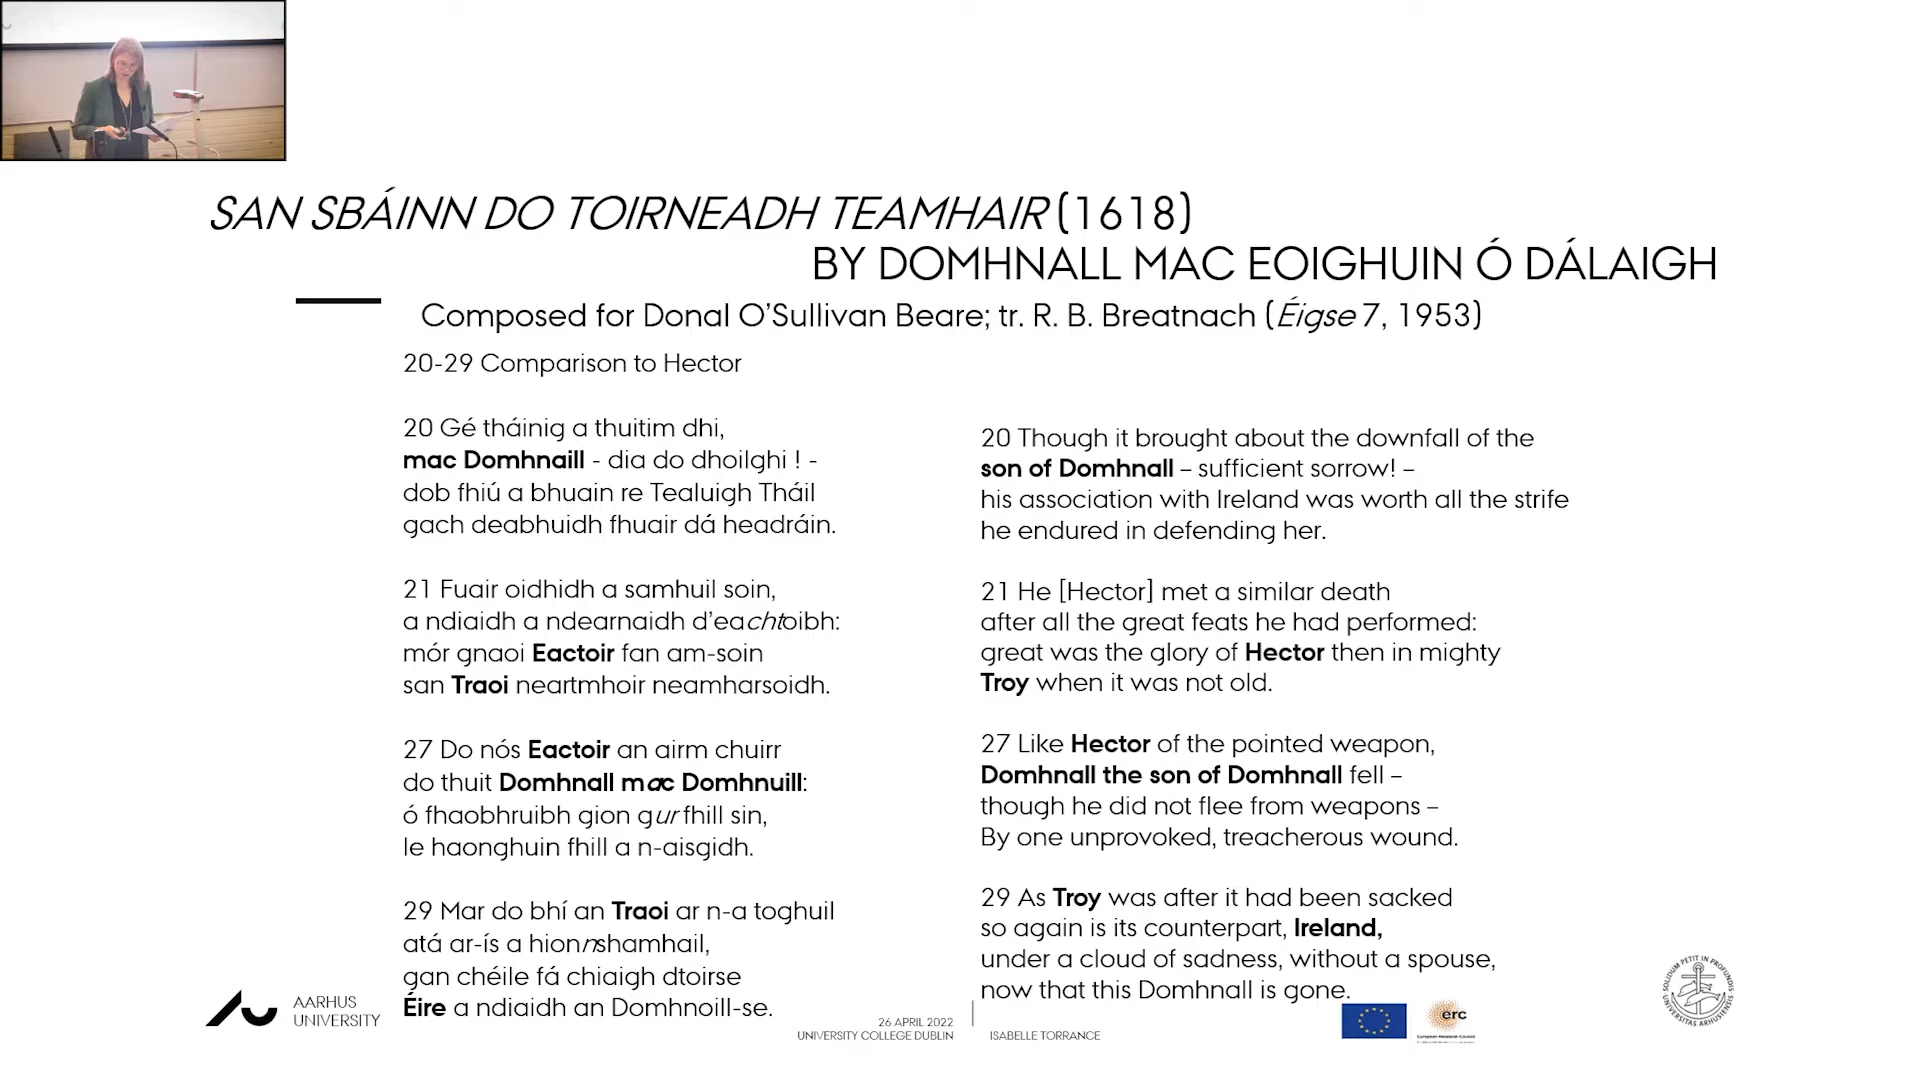 SAN SBÁINN DO TOIRNEADH TEAMHAIR (1618)
BY DOMHNALL MAC EOIGHUIN Ó DÁLAIGH
Composed for Donal O’Sullivan Beare; tr. R. B. Breatnach (Éigse 7, 1953)
20-29 Comparison to Hector
20 Gé tháinig a thuitim dhi,
mac Domhnaill - dia do dhoilghi ! -
dob fhiú a bhuain re Tealuigh Tháil
gach deabhuidh fhuair dá headráin.
21 Fuair oidhidh a samhuil soin,
a ndiaidh a ndearnaidh d’eachtoibh:
mór gnaoi Eactoir fan am-soin
san Traoi neartmhoir neamharsoidh.
27 Do nós Eactoir an airm chuirr
do thuit Domhnall mac Domhnuill:
ó fhaobhruibh gion gur fhill sin,
le haonghuin fhill a n-aisgidh.
29 Mar do bhí an Traoi ar n-a toghuil
atá ar-ís a hionnshamhail,
gan chéile fá chiaigh dtoirse
Éire a ndiaidh an Domhnoill-se.
20 Though it brought about the downfall of the
son of Domhnall – sufficient sorrow! –
his association with Ireland was worth all the strife
he endured in defending her.
21 He [Hector] met a similar death
after all the great feats he had performed:
great was the glory of Hector then in mighty
Troy when it was not old.
27 Like Hector of the pointed weapon,
Domhnall the son of Domhnall fell –
though he did not flee from weapons –
By one unprovoked, treacherous wound.
29 As Troy was after it had been sacked
so again is its counterpart, Ireland,
under a cloud of sadness, without a spouse,
now that this Domhnall is gone.
AARHUS
UNIVERSITY
26 APRIL 2022
UNIVERSITY COLLEGE DUBLIN
ISABELLE TORRANCE
erc
European Research Council
SOLIDUM PETIT IN PROFUNDIS
UNIVERSITAS ARHUSIENSIS